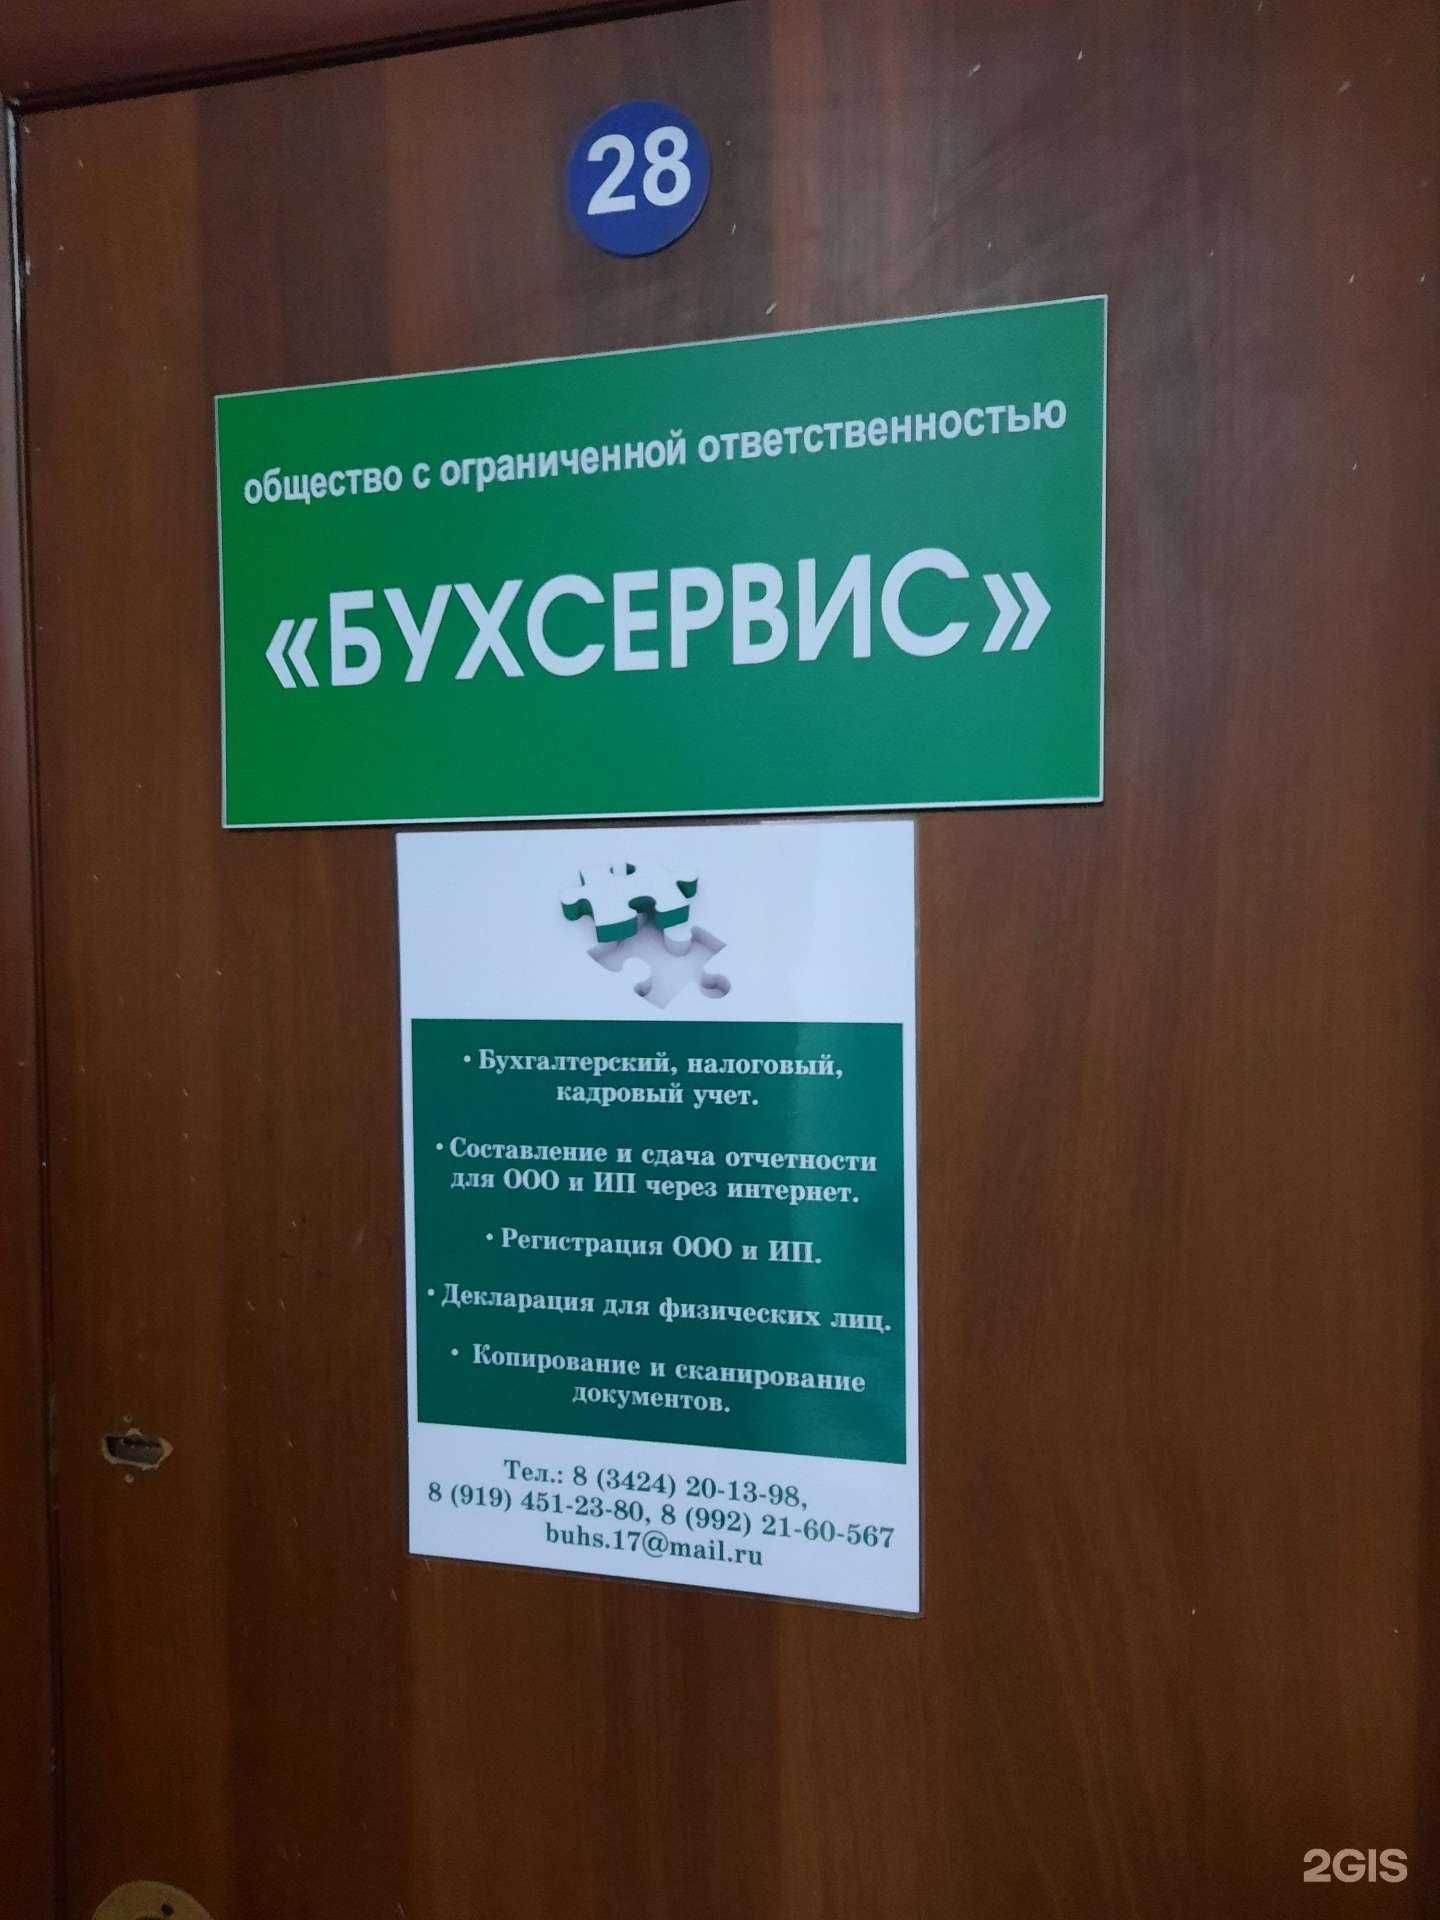 28
общество с ограниченной ответственностью
«БУХСЕРВИС»
• Бухгалтерский, налоговый,
кадровый учет.
• Составление и сдача отчетности
для ООО и ИП через интернет.
• Регистрация ООО и ИП.
• Декларация для физических лиц.
• Копирование и сканирование
документов.
Тел.: 8 (3424) 20-13-98,
8 (919) 451-23-80, 8 (992) 21-60-567
buhs.17@mail.ru
2GIS